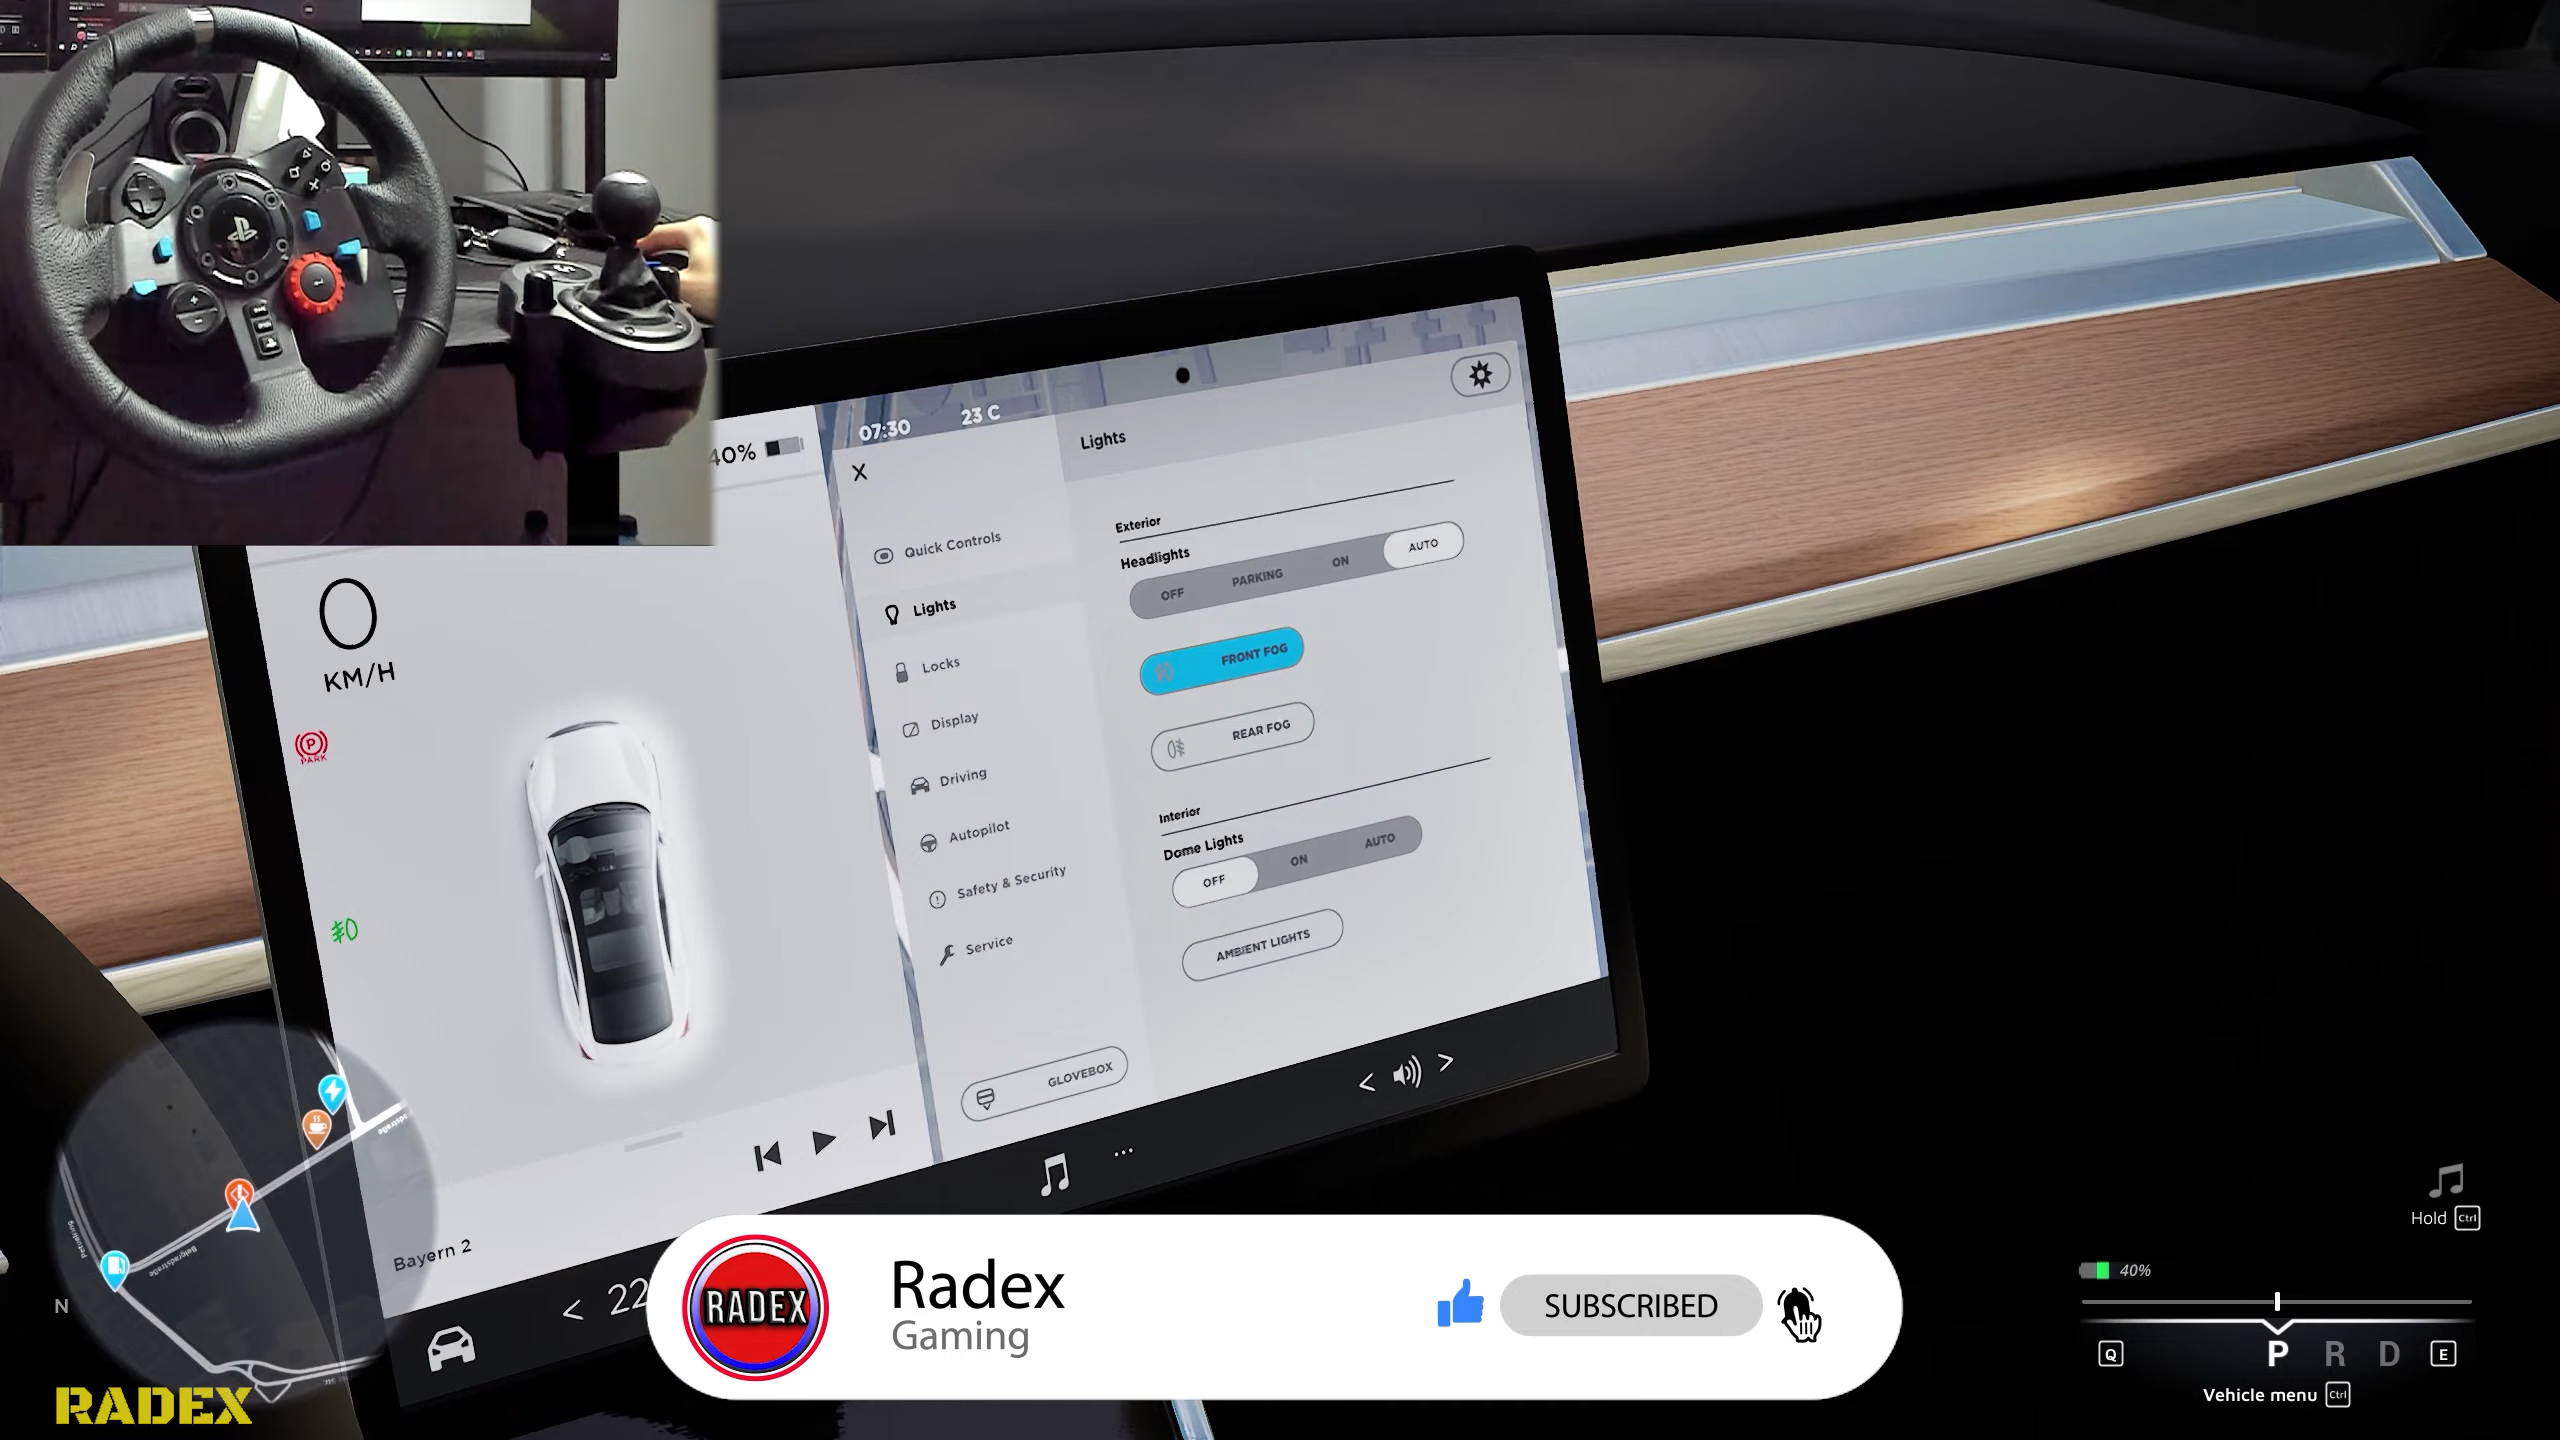 40%
07:30
23 C
X
Lights
Quick Controls
Lights
Locks
Display
Driving
Autopilot
Safety & Security
Service
GLOVEBOX
Exterior
Headlights
OFF PARKING ON AUTO
FRONT FOG
REAR FOG
Interior
Dome Lights
OFF ON AUTO
AMBIENT LIGHTS
0
KM/H
P
PARK
Bayern 2
< 22
< >
Belgradstraße
N
RADEX
RADEX
Radex
Gaming
SUBSCRIBED
Hold Ctrl
40%
Q P R D E
Vehicle menu Ctrl